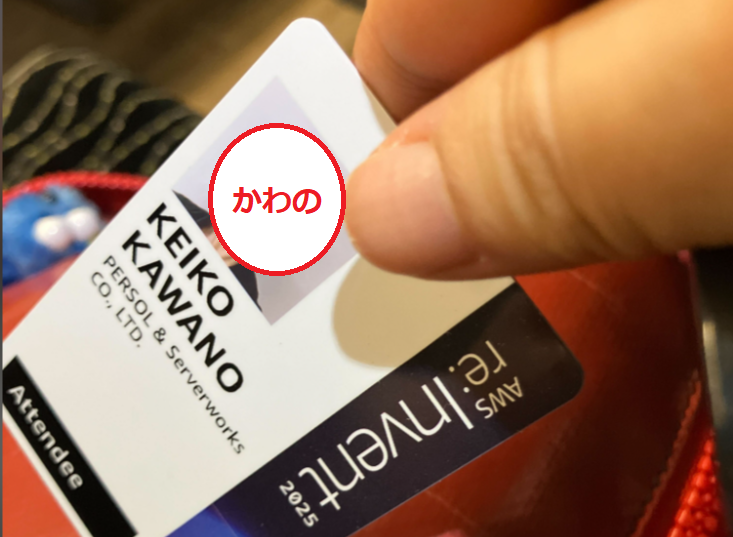 かわの
KEIKO
KAWANO
PERSOL & Serverworks
CO., LTD.
Attendee
AWS
re:Invent
2025